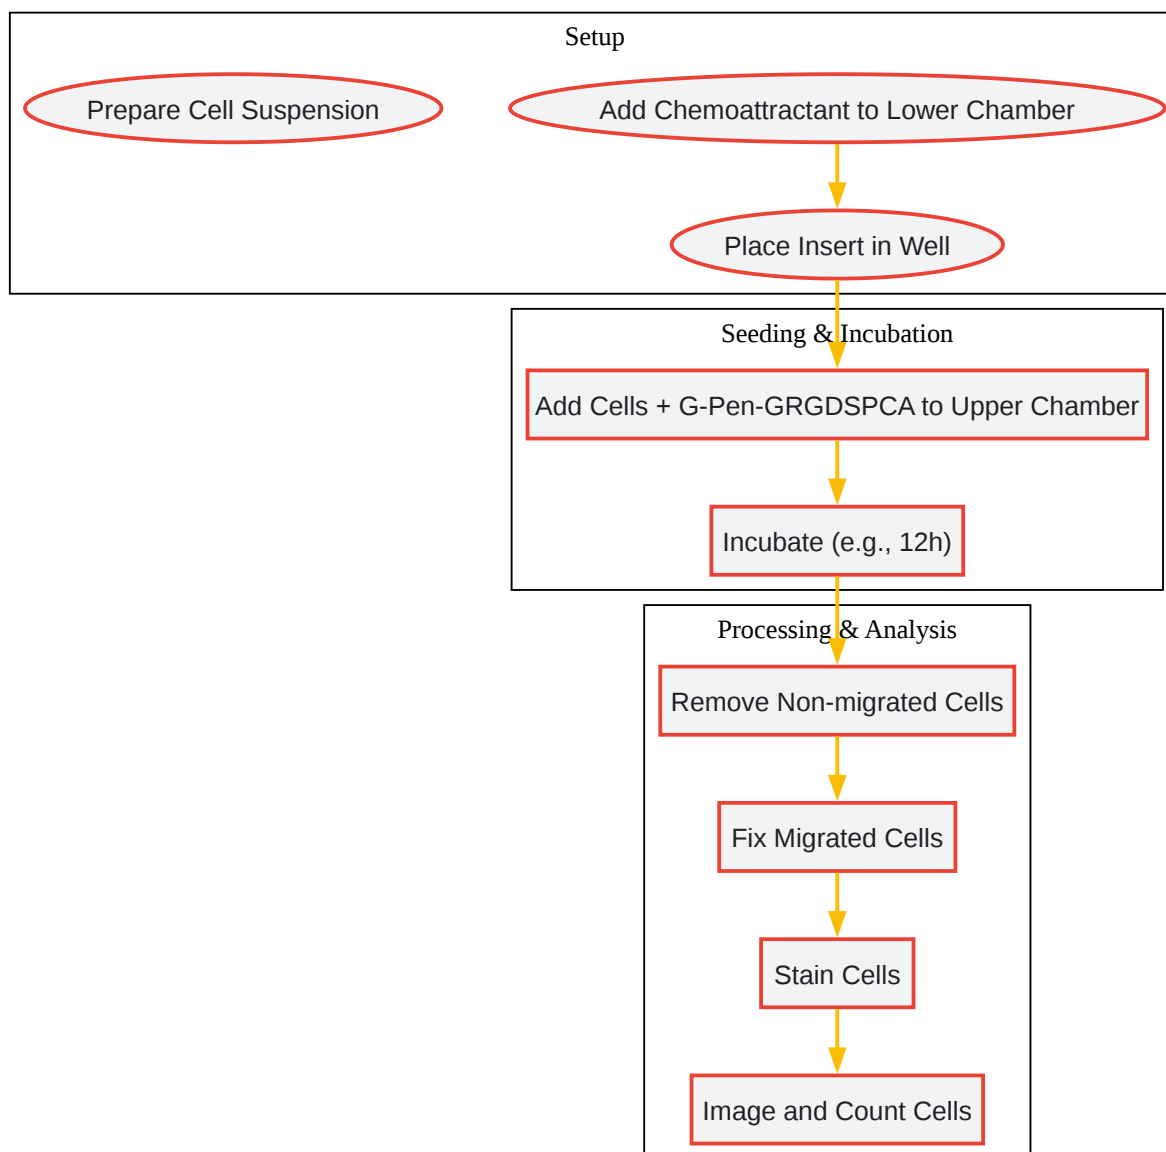 Setup
Prepare Cell Suspension
Add Chemoattractant to Lower Chamber
Place Insert in Well
Seeding & Incubation
Add Cells + G-Pen-GRGDSPCA to Upper Chamber
Incubate (e.g., 12h)
Processing & Analysis
Remove Non-migrated Cells
Fix Migrated Cells
Stain Cells
Image and Count Cells